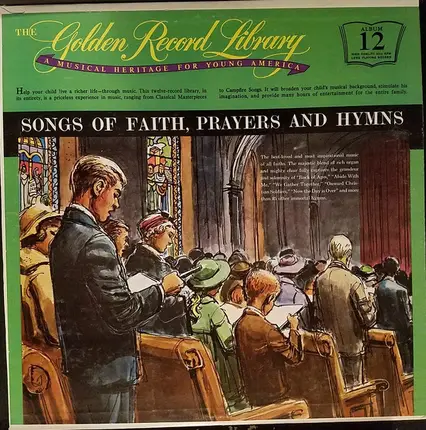 THE Golden Record Library
A MUSICAL HERITAGE FOR YOUNG AMERICA
ALBUM
12
Help your child live a richer life—through music. This twelve-record library, in
its entirety, is a priceless experience in music, ranging from Classical Masterpieces
to Campfire Songs. It will broaden your child's musical background, stimulate his
imagination, and provide many hours of entertainment for the entire family.
SONGS OF FAITH, PRAYERS AND HYMNS
The best-loved and most inspirational music
of all faiths. The majestic blend of rich organ
and mighty choir fully captures the grandeur
and solemnity of "Rock of Ages," "Abide With
Me," "We Gather Together," "Onward Chris-
tian Soldiers," "Now the Day is Over" and more
than other immortal hymns.